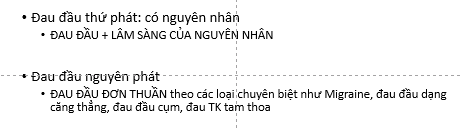 • Đau đầu thứ phát: có nguyên nhân
• ĐAU ĐẦU + LÂM SÀNG CỦA NGUYÊN NHÂN
• Đau đầu nguyên phát
• ĐAU ĐẦU ĐƠN THUẦN theo các loại chuyên biệt như Migraine, đau đầu dạng
căng thẳng, đau đầu cụm, đau TK tam thoa